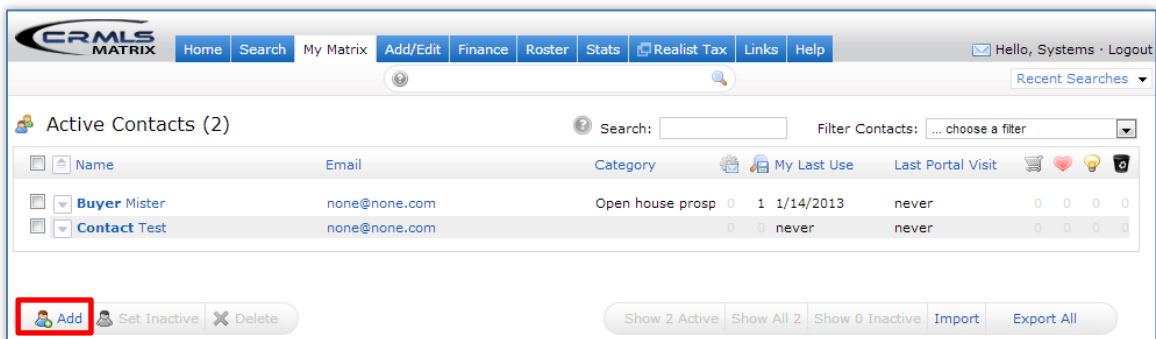 CRMLS
MATRIX
Home Search My Matrix Add/Edit Finance Roster Stats Realist Tax Links Help Hello, Systems · Logout
Recent Searches
Active Contacts (2) Search: Filter Contacts: ... choose a filter
Name Email Category My Last Use Last Portal Visit
Buyer Mister none@none.com Open house prosp 0 1 1/14/2013 never 0 0 0 0
Contact Test none@none.com 0 0 never never 0 0 0 0
Add Set Inactive Delete Show 2 Active Show All 2 Show 0 Inactive Import Export All